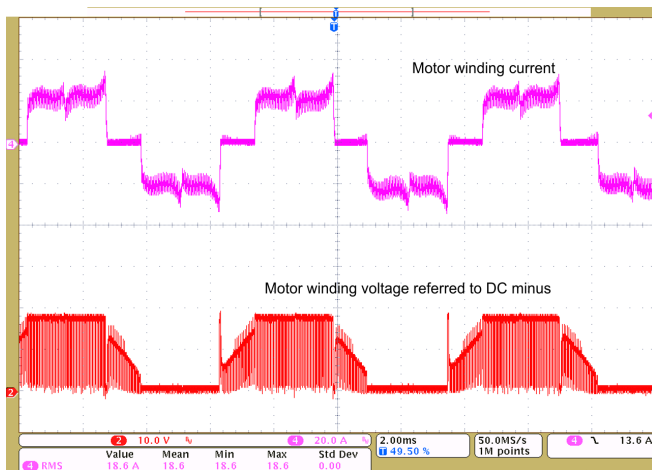 T
T
Motor winding current
4
Motor winding voltage referred to DC minus
2
2 10.0 V 4 20.0 A 2.00ms 50.0MS/s 4 13.6 A
T 49.50 % 1M points
Value Mean Min Max Std Dev
4 RMS 18.6 A 18.6 18.6 18.6 0.00